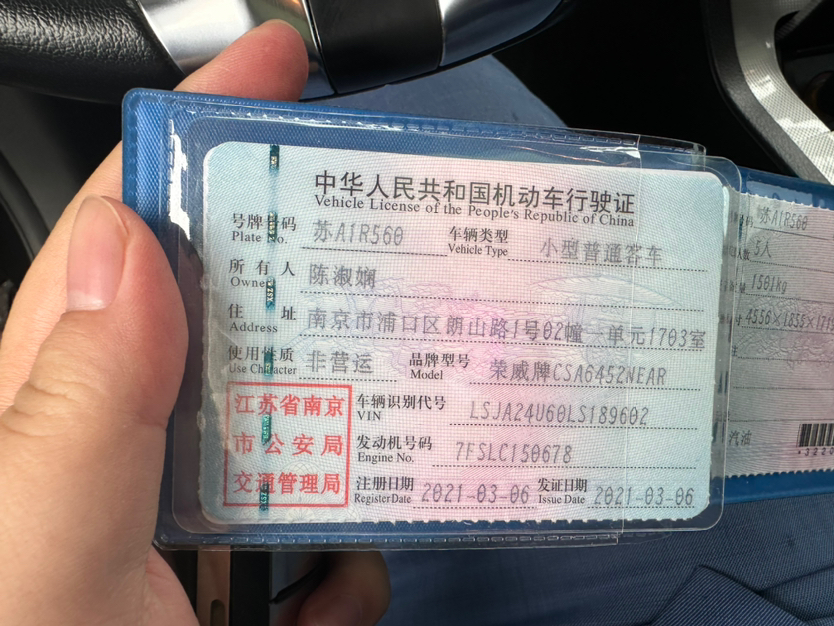 中华人民共和国机动车行驶证
Vehicle License of the People's Republic of China
号牌号码 苏A1R560 车辆类型 小型普通客车
Plate No. Vehicle Type
所有人 陈淑娴
Owner
住址 南京市浦口区朗山路1号02幢一单元1703室
Address
使用性质 非营运 品牌型号 荣威牌CSA6452NEAR
Use Character Model
江苏省南京
市公安局
交通管理局
车辆识别代号 LSJA24U60LS189602
VIN
发动机号码 7FSLC150678
Engine No.
注册日期 2021-03-06 发证日期 2021-03-06
Register Date Issue Date
苏A1R560
人数 5人
1501kg
汽油